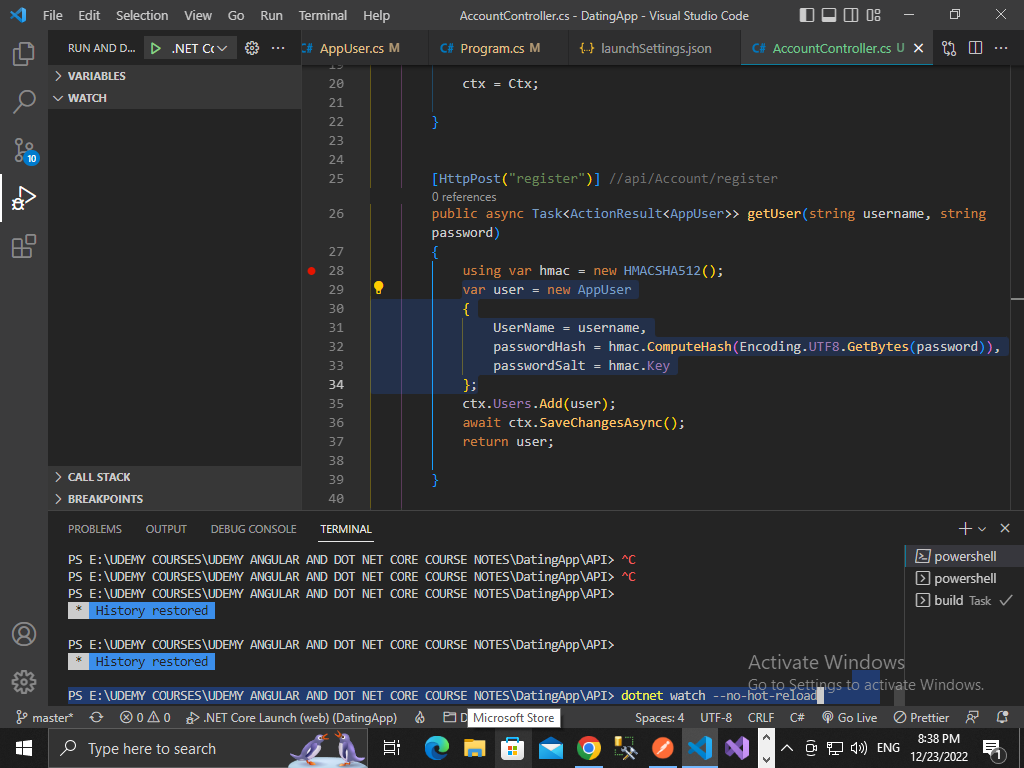 File Edit Selection View Go Run Terminal Help AccountController.cs - DatingApp - Visual Studio Code
RUN AND D... .NET Cc
C# AppUser.cs M C# Program.cs M {·} launchSettings.json C# AccountController.cs U
VARIABLES
WATCH
20 ctx = Ctx;
21
22 }
23
24
25 [HttpPost("register")] //api/Account/register
0 references
26 public async Task<ActionResult<AppUser>> getUser(string username, string
password)
27 {
28 using var hmac = new HMACSHA512();
29 var user = new AppUser
30 {
31 UserName = username,
32 passwordHash = hmac.ComputeHash(Encoding.UTF8.GetBytes(password)),
33 passwordSalt = hmac.Key
34 };
35 ctx.Users.Add(user);
36 await ctx.SaveChangesAsync();
37 return user;
38
39 }
40
10
CALL STACK
BREAKPOINTS
PROBLEMS OUTPUT DEBUG CONSOLE TERMINAL
PS E:\UDEMY COURSES\UDEMY ANGULAR AND DOT NET CORE COURSE NOTES\DatingApp\API> ^C
PS E:\UDEMY COURSES\UDEMY ANGULAR AND DOT NET CORE COURSE NOTES\DatingApp\API> ^C
PS E:\UDEMY COURSES\UDEMY ANGULAR AND DOT NET CORE COURSE NOTES\DatingApp\API>
* History restored
PS E:\UDEMY COURSES\UDEMY ANGULAR AND DOT NET CORE COURSE NOTES\DatingApp\API>
* History restored
PS E:\UDEMY COURSES\UDEMY ANGULAR AND DOT NET CORE COURSE NOTES\DatingApp\API> dotnet watch --no-hot-reload
powershell
powershell
build Task
Activate Windows
Go to Settings to activate Windows.
master* 0 0 .NET Core Launch (web) (DatingApp) D Spaces: 4 UTF-8 CRLF C# Go Live Prettier
Microsoft Store
Type here to search
ENG
8:38 PM
12/23/2022
1